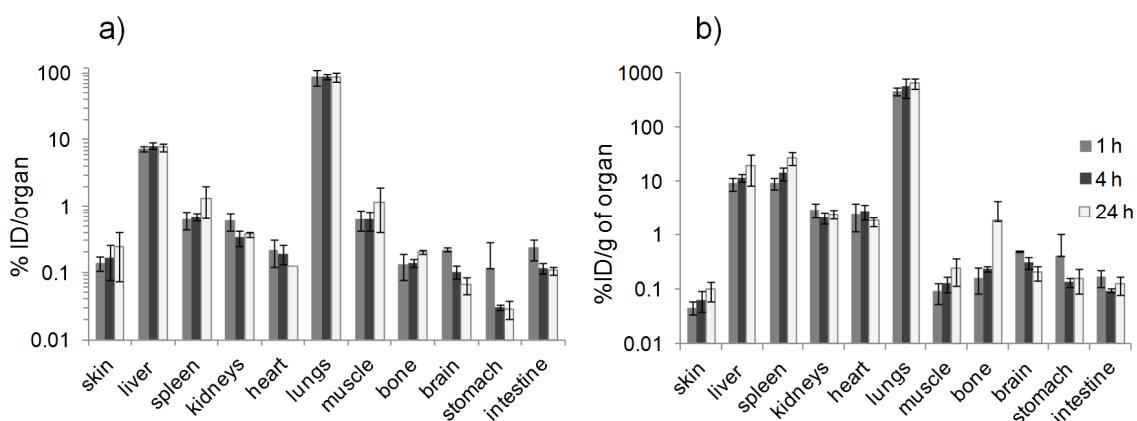 a)
% ID/organ
100
10
1
0.1
0.01
skin
liver
spleen
kidneys
heart
lungs
muscle
bone
brain
stomach
intestine
b)
%ID/g of organ
1000
100
10
1
0.1
0.01
skin
liver
spleen
kidneys
heart
lungs
muscle
bone
brain
stomach
intestine
1 h
4 h
24 h